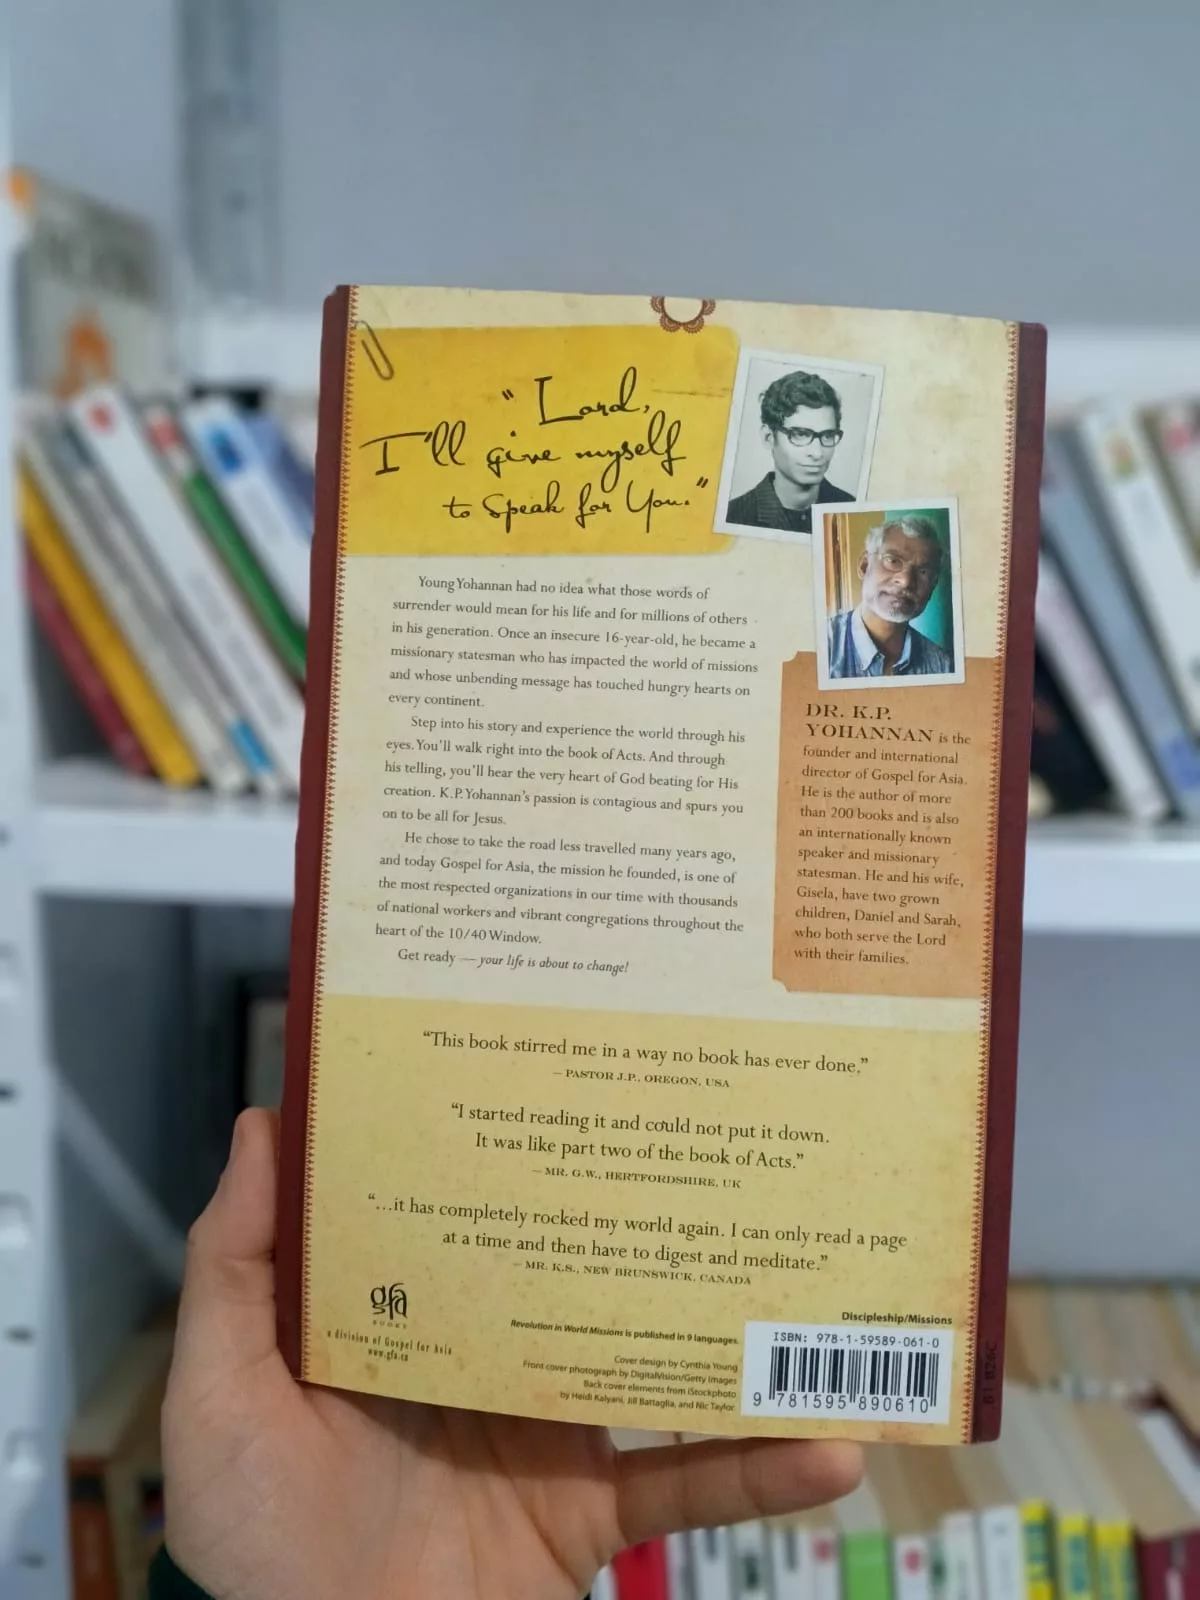 "Lord,
I'll give myself
to speak for You."
Young Yohannan had no idea what those words of
surrender would mean for his life and for millions of others
in his generation. Once an insecure 16-year-old, he became a
missionary statesman who has impacted the world of missions
and whose unbending message has touched hungry hearts on
every continent.
Step into his story and experience the world through his
eyes. You'll walk right into the book of Acts. And through
his telling, you'll hear the very heart of God beating for His
creation. K.P. Yohannan's passion is contagious and spurs you
on to be all for Jesus.
He chose to take the road less travelled many years ago,
and today Gospel for Asia, the mission he founded, is one of
the most respected organizations in our time with thousands
of national workers and vibrant congregations throughout the
heart of the 10/40 Window.
Get ready — your life is about to change!
DR. K.P.
YOHANNAN is the
founder and international
director of Gospel for Asia.
He is the author of more
than 200 books and is also
an internationally known
speaker and missionary
statesman. He and his wife,
Gisela, have two grown
children, Daniel and Sarah,
who both serve the Lord
with their families.
"This book stirred me in a way no book has ever done."
— PASTOR J.P., OREGON, USA
"I started reading it and could not put it down.
It was like part two of the book of Acts."
— MR. G.W., HERTFORDSHIRE, UK
"...it has completely rocked my world again. I can only read a page
at a time and then have to digest and meditate."
— MR. K.S., NEW BRUNSWICK, CANADA
gfa
BOOKS
a division of Gospel for Asia
www.gfa.ca
Revolution in World Missions is published in 9 languages.
Cover design by Cynthia Young
Front cover photograph by DigitalVision/Getty Images
Back cover elements from iStockphoto
by Heidi Kalyani, Jill Battaglia, and Nic Taylor
Discipleship/Missions
ISBN: 978-1-59589-061-0
9 781595 890610